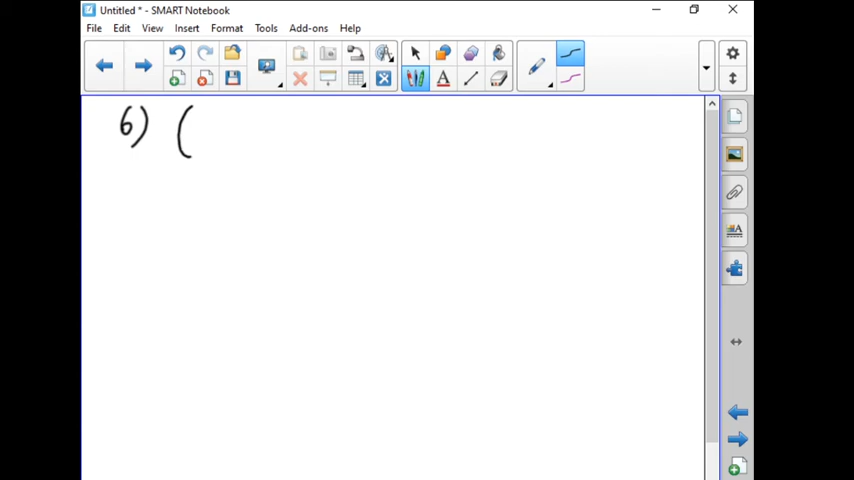 Untitled * - SMART Notebook
File Edit View Insert Format Tools Add-ons Help
6) (